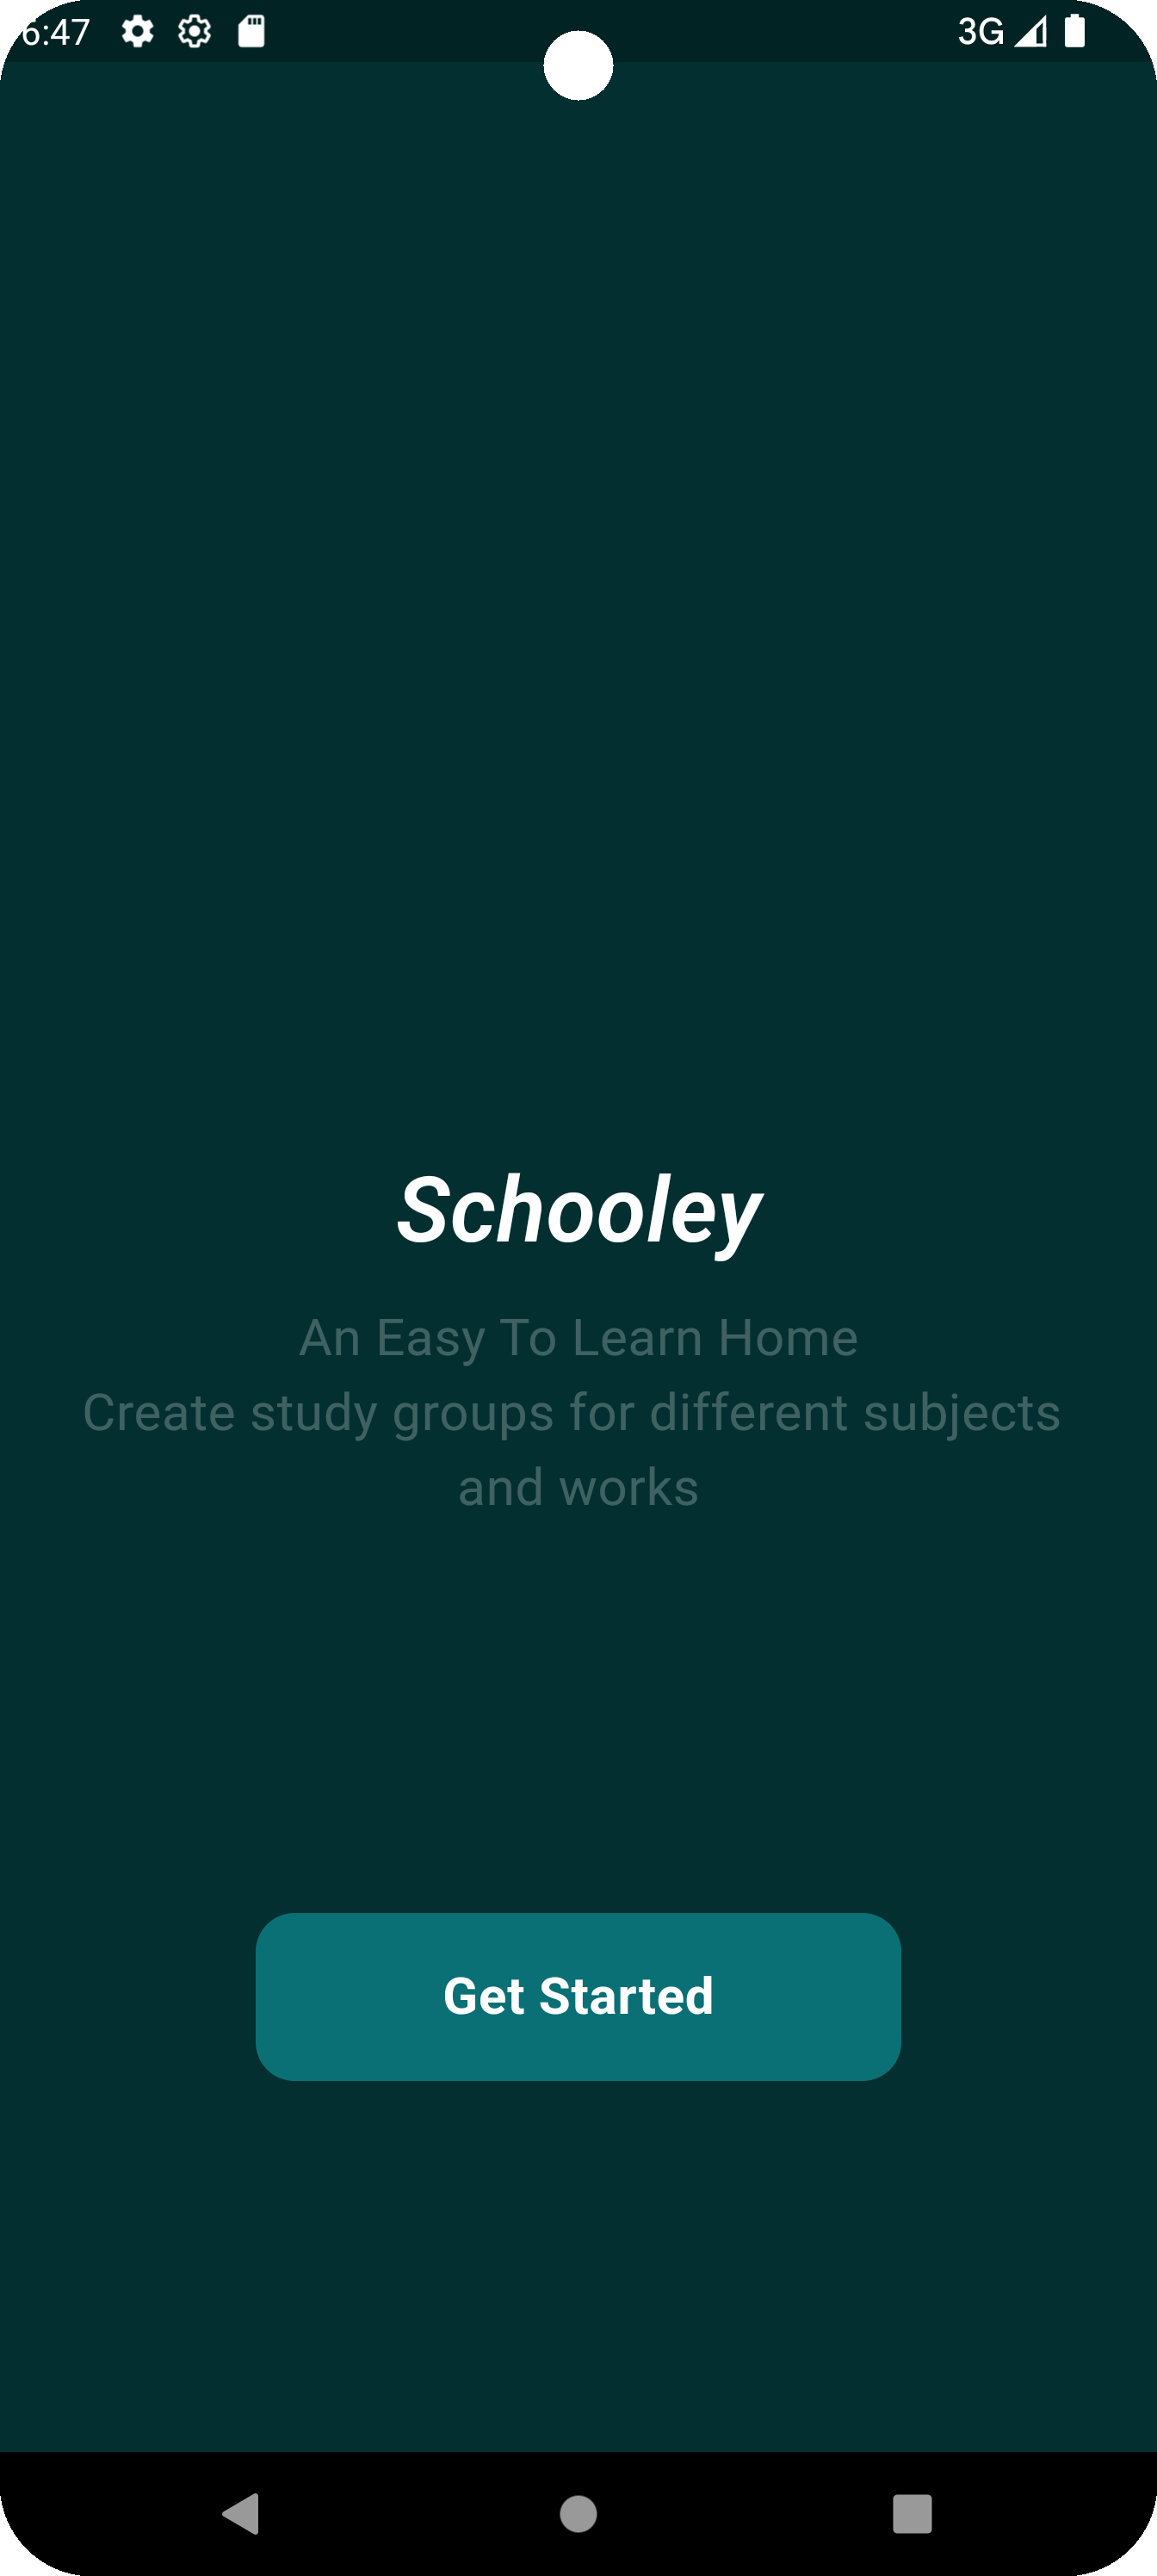 6:47
3G
Schooley
An Easy To Learn Home
Create study groups for different subjects
and works
Get Started